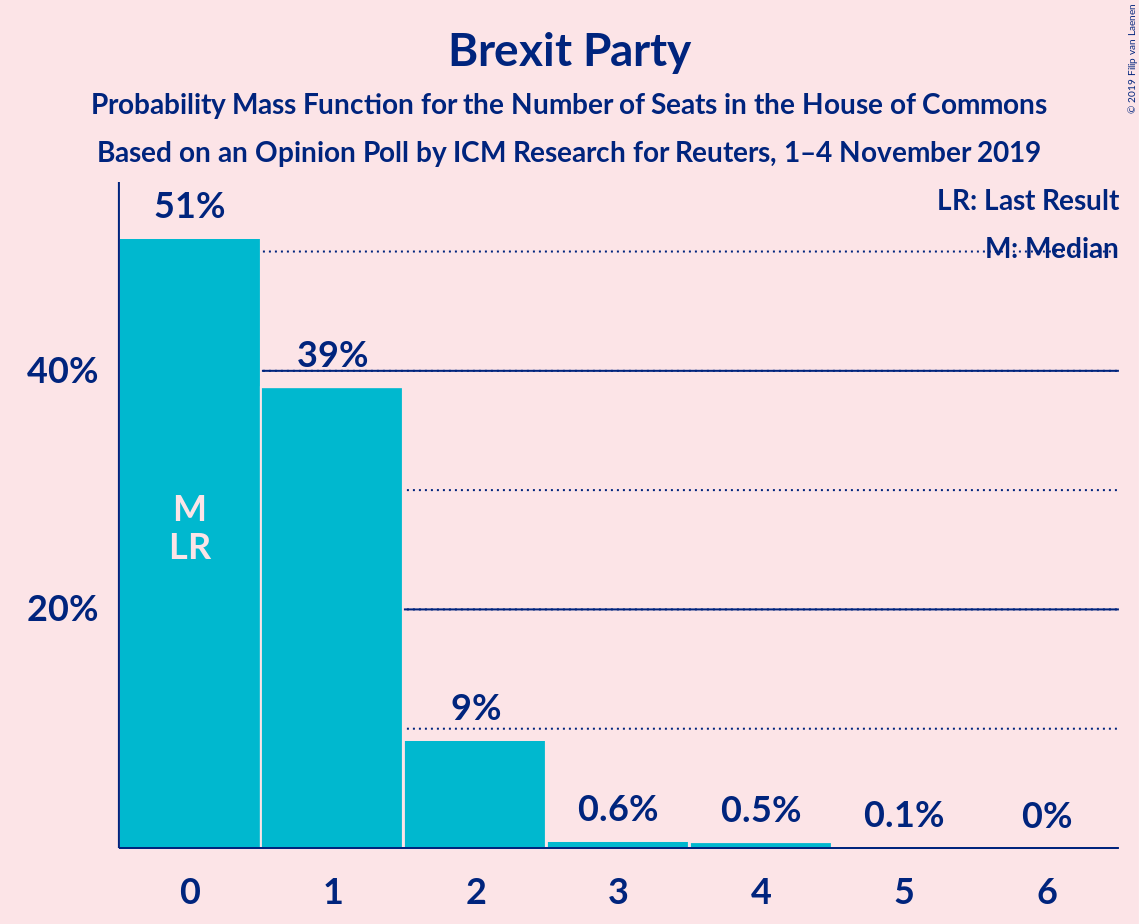 Brexit Party
Probability Mass Function for the Number of Seats in the House of Commons
Based on an Opinion Poll by ICM Research for Reuters, 1–4 November 2019
© 2019 Filip van Laenen
LR: Last Result
M: Median
51%
39%
9%
0.6%
0.5%
0.1%
0%
40%
20%
M
LR
0 1 2 3 4 5 6